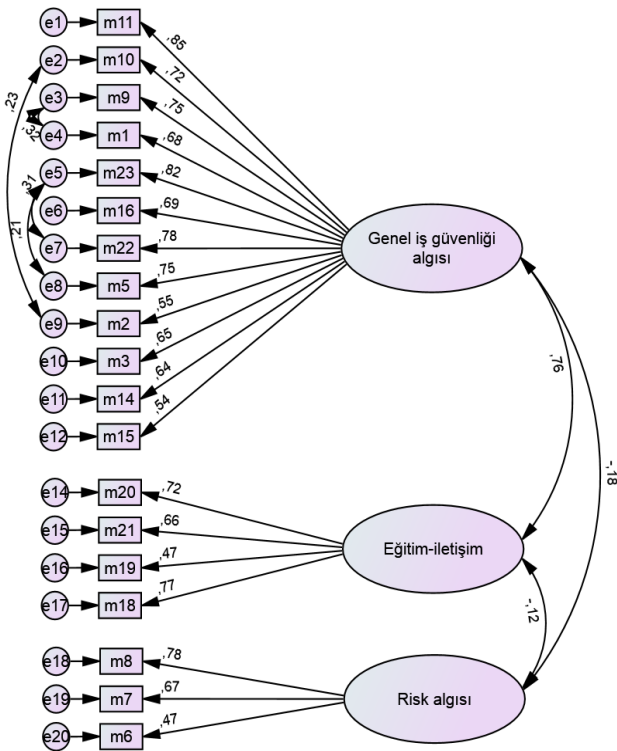 e1 m11 ,85
e2 m10 ,72
e3 m9 ,75
e4 m1 ,68
e5 m23 ,82
e6 m16 ,69
e7 m22 ,78
e8 m5 ,75
e9 m2 ,55
e10 m3 ,65
e11 m14 ,64
e12 m15 ,54
,23
,31
,21
Genel iş güvenliği
algısı
,76
-,18
e14 m20 ,72
e15 m21 ,66
e16 m19 ,47
e17 m18 ,77
Eğitim-iletişim
-,12
e18 m8 ,78
e19 m7 ,67
e20 m6 ,47
Risk algısı